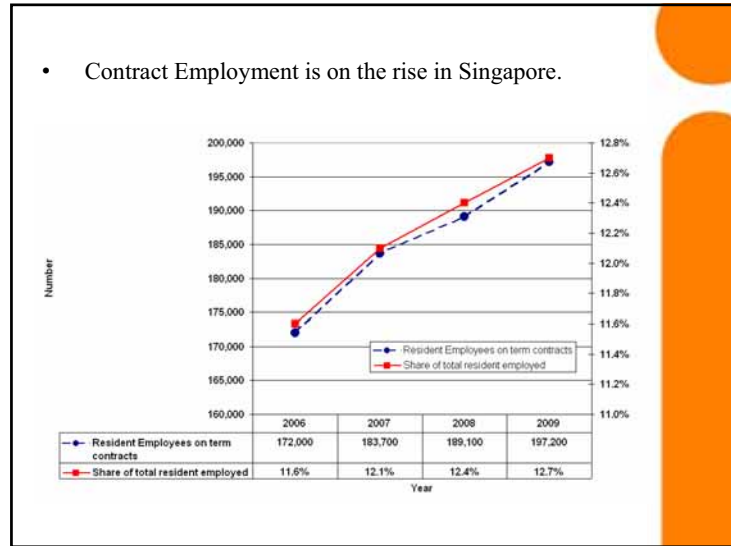 • Contract Employment is on the rise in Singapore.
Number
200,000
195,000
190,000
185,000
180,000
175,000
170,000
165,000
160,000
12.8%
12.6%
12.4%
12.2%
12.0%
11.8%
11.6%
11.4%
11.2%
11.0%
Resident Employees on term contracts
Share of total resident employed
2006 2007 2008 2009
Resident Employees on term
contracts 172,000 183,700 189,100 197,200
Share of total resident employed 11.6% 12.1% 12.4% 12.7%
Year